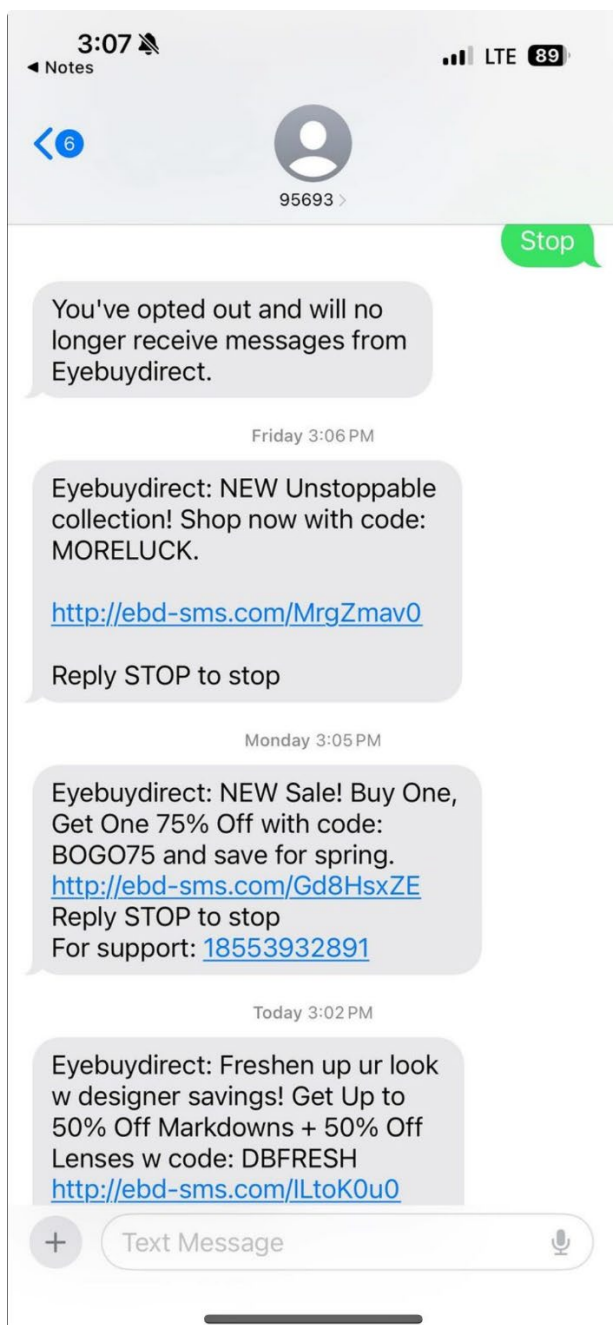 3:07
Notes
LTE 89
6
95693
Stop
You've opted out and will no
longer receive messages from
Eyebuydirect.
Friday 3:06 PM
Eyebuydirect: NEW Unstoppable
collection! Shop now with code:
MORELUCK.
http://ebd-sms.com/MrgZmav0
Reply STOP to stop
Monday 3:05 PM
Eyebuydirect: NEW Sale! Buy One,
Get One 75% Off with code:
BOGO75 and save for spring.
http://ebd-sms.com/Gd8HsxZE
Reply STOP to stop
For support: 18553932891
Today 3:02 PM
Eyebuydirect: Freshen up ur look
w designer savings! Get Up to
50% Off Markdowns + 50% Off
Lenses w code: DBFRESH
http://ebd-sms.com/ILtoK0u0
Text Message